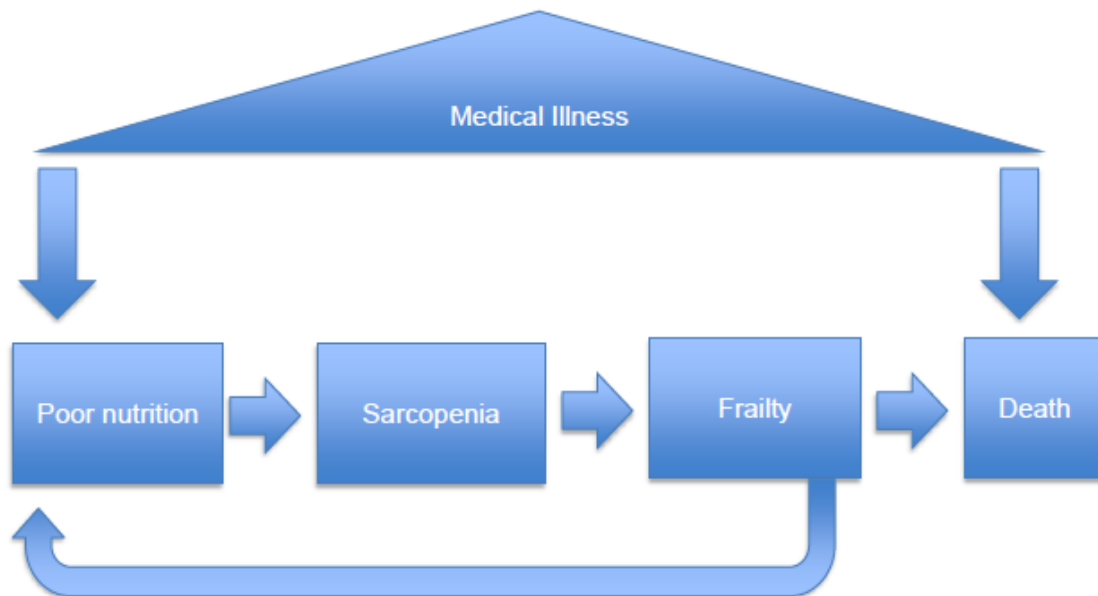 Medical Illness
Poor nutrition
Sarcopenia
Frailty
Death